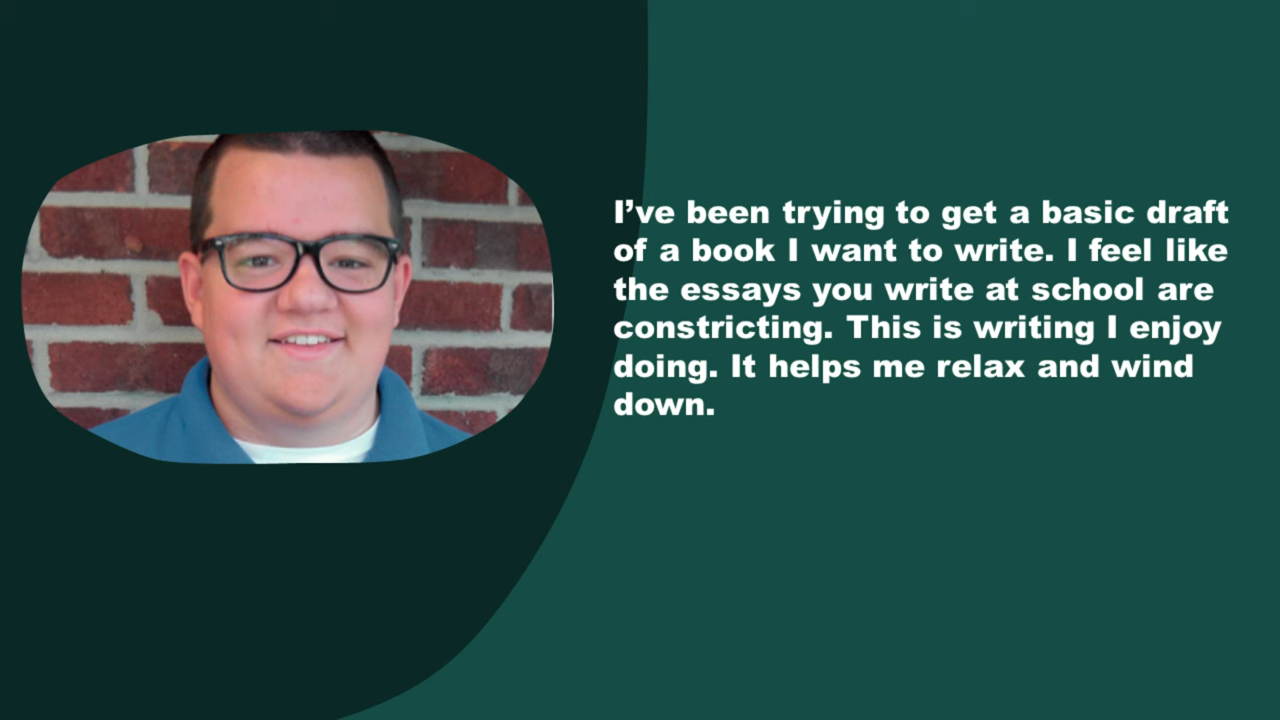 I’ve been trying to get a basic draft
of a book I want to write. I feel like
the essays you write at school are
constricting. This is writing I enjoy
doing. It helps me relax and wind
down.